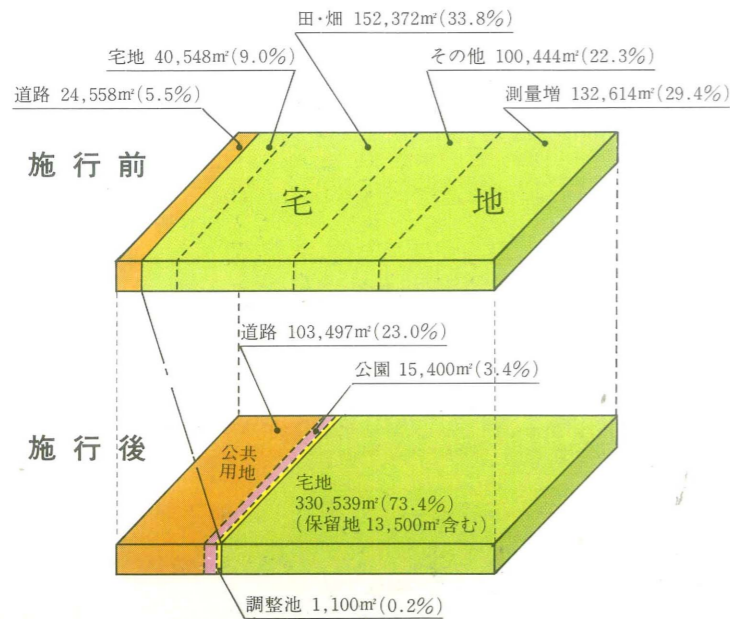 田・畑 152,372㎡(33.8%)
宅地 40,548㎡(9.0%)
その他 100,444㎡(22.3%)
道路 24,558㎡(5.5%)
測量増 132,614㎡(29.4%)
施行前
宅地
道路 103,497㎡(23.0%)
公園 15,400㎡(3.4%)
施行後
公共
用地
宅地
330,539㎡(73.4%)
(保留地 13,500㎡含む)
調整池 1,100㎡(0.2%)